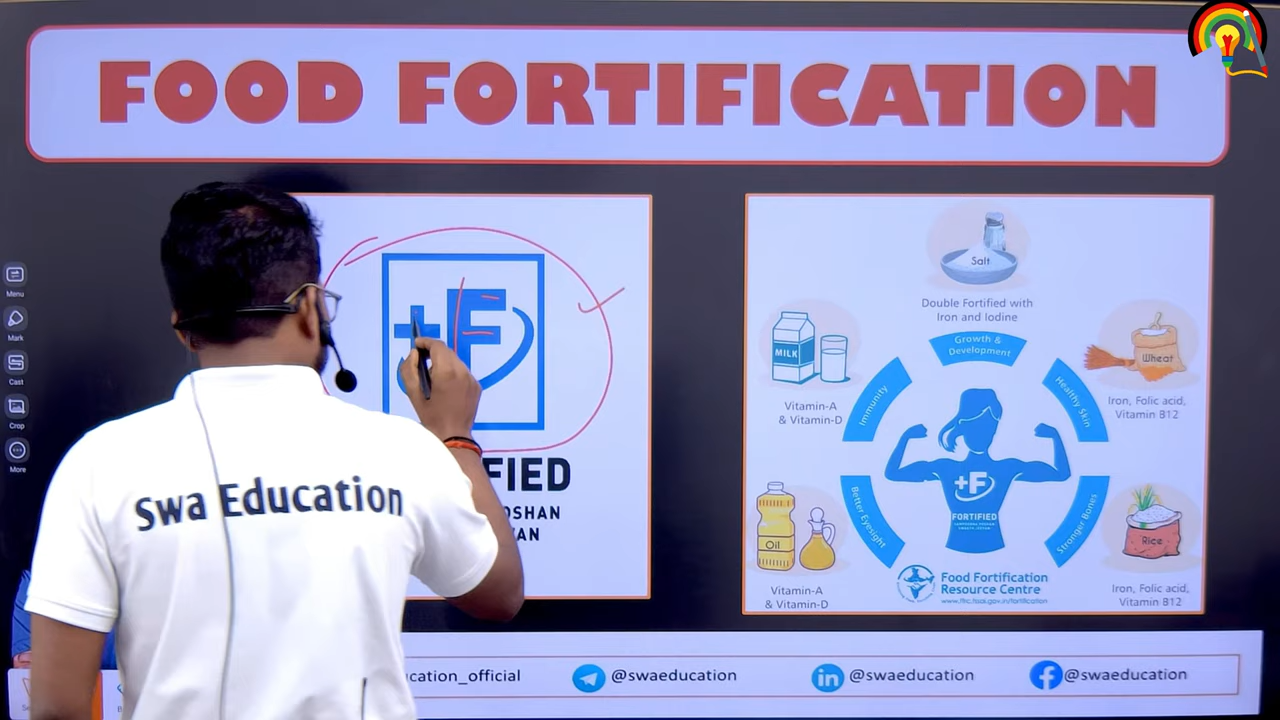 FOOD FORTIFICATION
Menu
Mark
Cast
Crop
More
+F
FIED
OSHAN
YAN
Swa Education
Salt
Double Fortified with
Iron and Iodine
MILK
Vitamin-A
& Vitamin-D
Wheat
Iron, Folic acid,
Vitamin B12
Growth &
Development
Immunity
Healthy Skin
Better Eyesight
Stronger Bones
+F
FORTIFIED
Oil
Vitamin-A
& Vitamin-D
Rice
Iron, Folic acid,
Vitamin B12
Food Fortification
Resource Centre
cation_official
@swaeducation
in @swaeducation
f @swaeducation